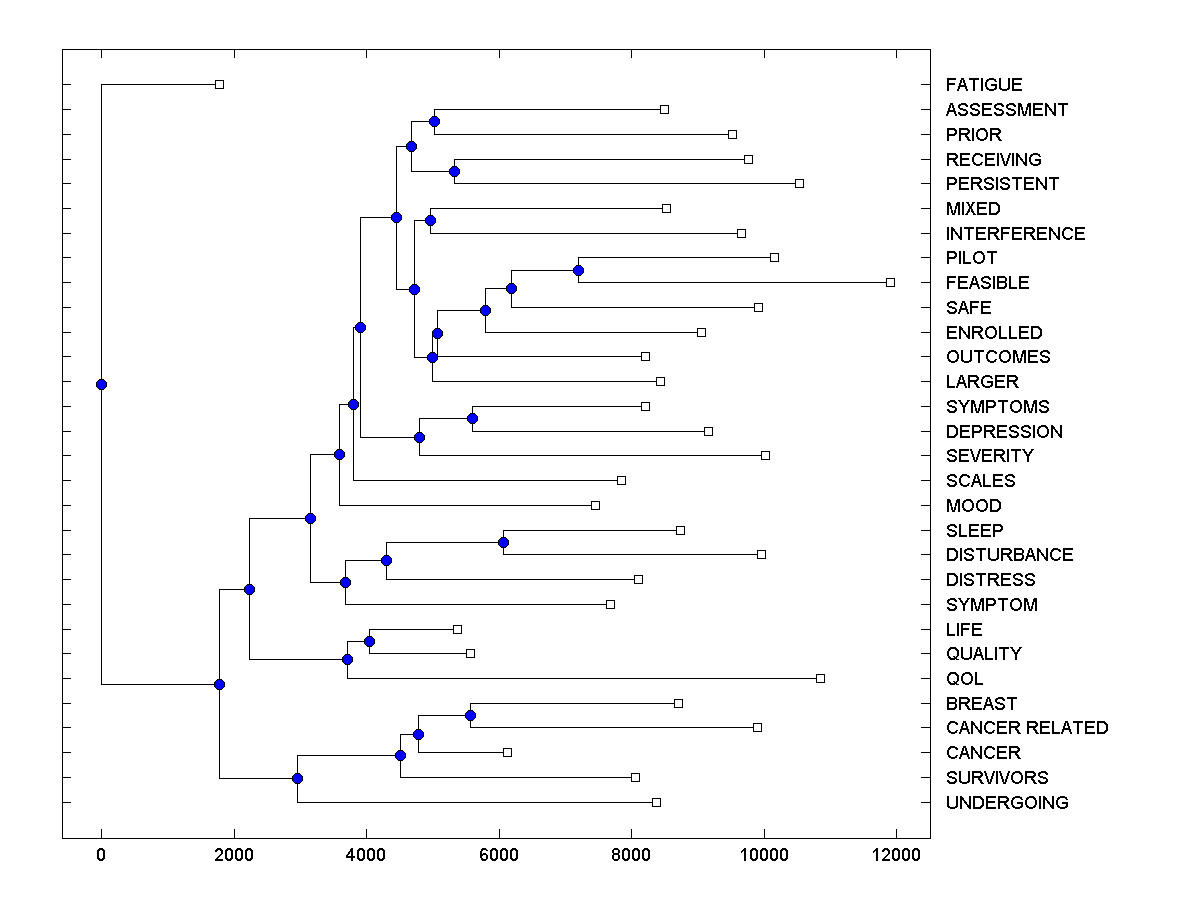 FATIGUE
ASSESSMENT
PRIOR
RECEIVING
PERSISTENT
MIXED
INTERFERENCE
PILOT
FEASIBLE
SAFE
ENROLLED
OUTCOMES
LARGER
SYMPTOMS
DEPRESSION
SEVERITY
SCALES
MOOD
SLEEP
DISTURBANCE
DISTRESS
SYMPTOM
LIFE
QUALITY
QOL
BREAST
CANCER RELATED
CANCER
SURVIVORS
UNDERGOING
0 2000 4000 6000 8000 10000 12000